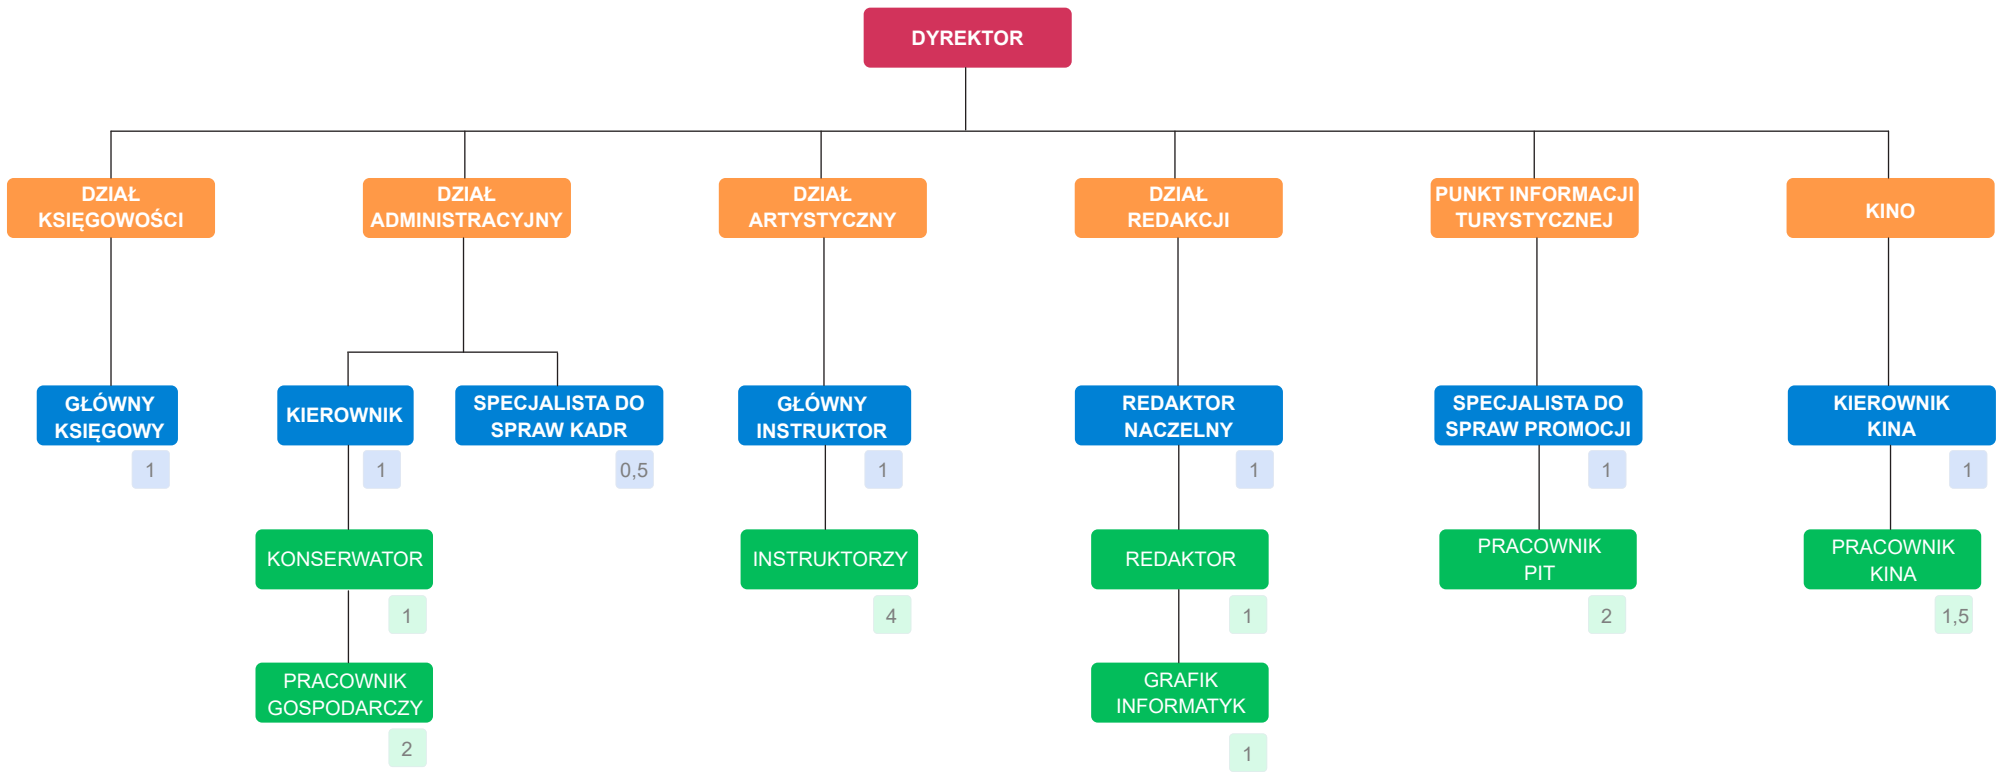 DYREKTOR
DZIAŁ
KSIĘGOWOŚCI
DZIAŁ
ADMINISTRACYJNY
DZIAŁ
ARTYSTYCZNY
DZIAŁ
REDAKCJI
PUNKT INFORMACJI
TURYSTYCZNEJ
KINO
GŁÓWNY
KSIĘGOWY
1
KIEROWNIK
1
SPECJALISTA DO
SPRAW KADR
0,5
GŁÓWNY
INSTRUKTOR
1
REDAKTOR
NACZELNY
1
SPECJALISTA DO
SPRAW PROMOCJI
1
KIEROWNIK
KINA
1
KONSERWATOR
1
INSTRUKTORZY
4
REDAKTOR
1
PRACOWNIK
PIT
2
PRACOWNIK
KINA
1,5
PRACOWNIK
GOSPODARCZY
2
GRAFIK
INFORMATYK
1